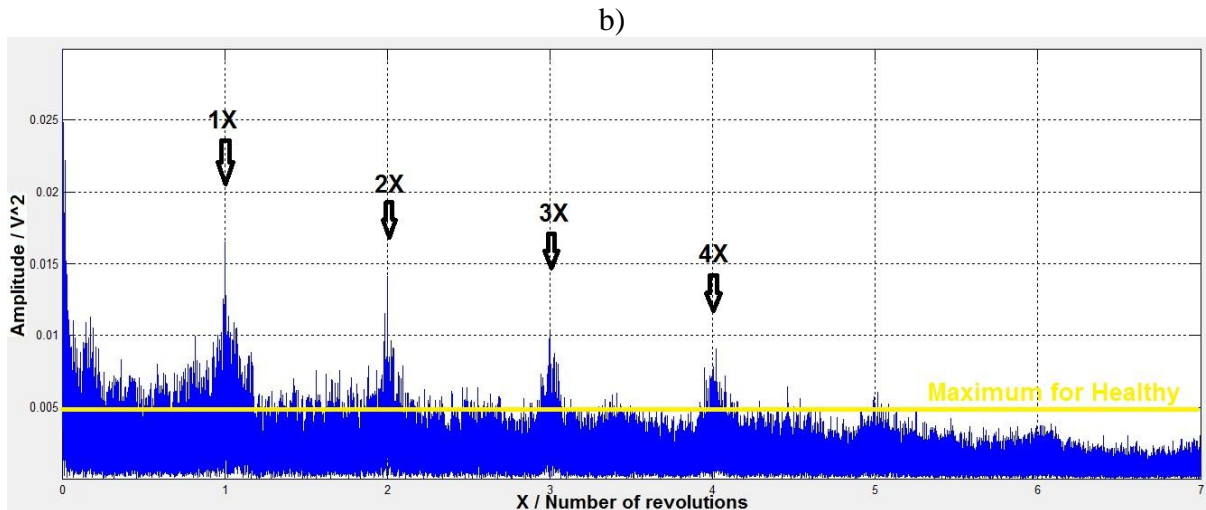 b)
Amplitude / V^2
0.025
0.02
0.015
0.01
0.005
1X
2X
3X
4X
Maximum for Healthy
0 1 2 3 4 5 6 7
X / Number of revolutions